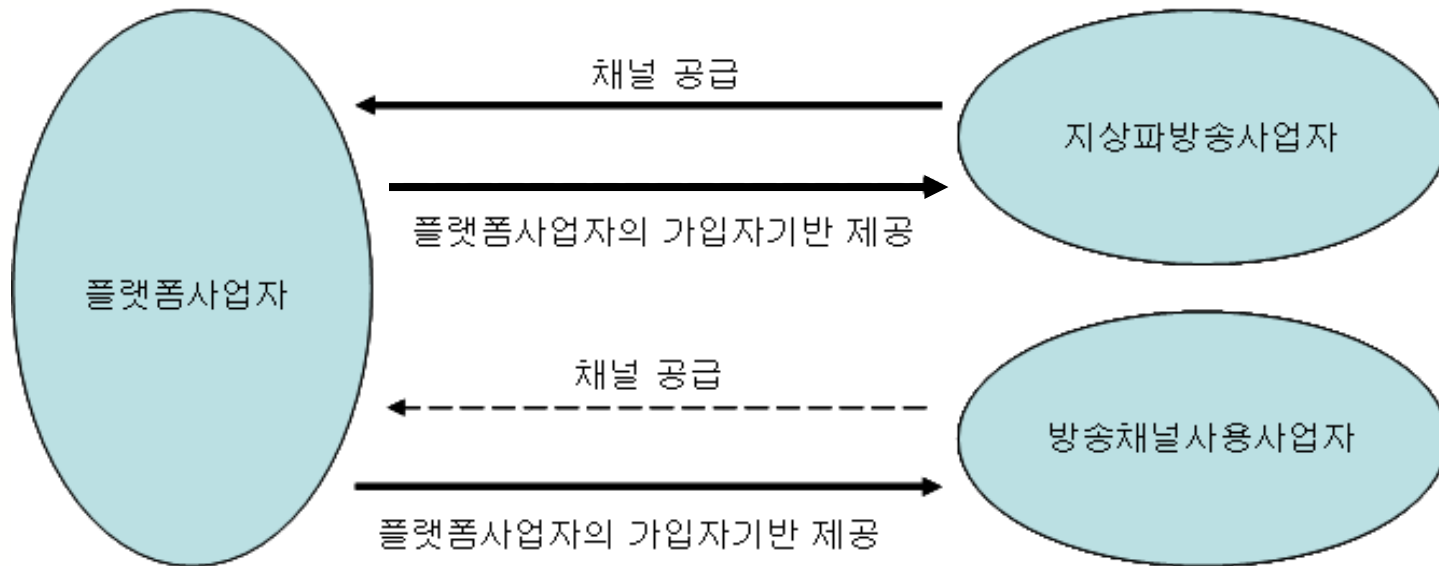 채널 공급
지상파방송사업자
플랫폼사업자의 가입자기반 제공
플랫폼사업자
채널 공급
방송채널사용사업자
플랫폼사업자의 가입자기반 제공